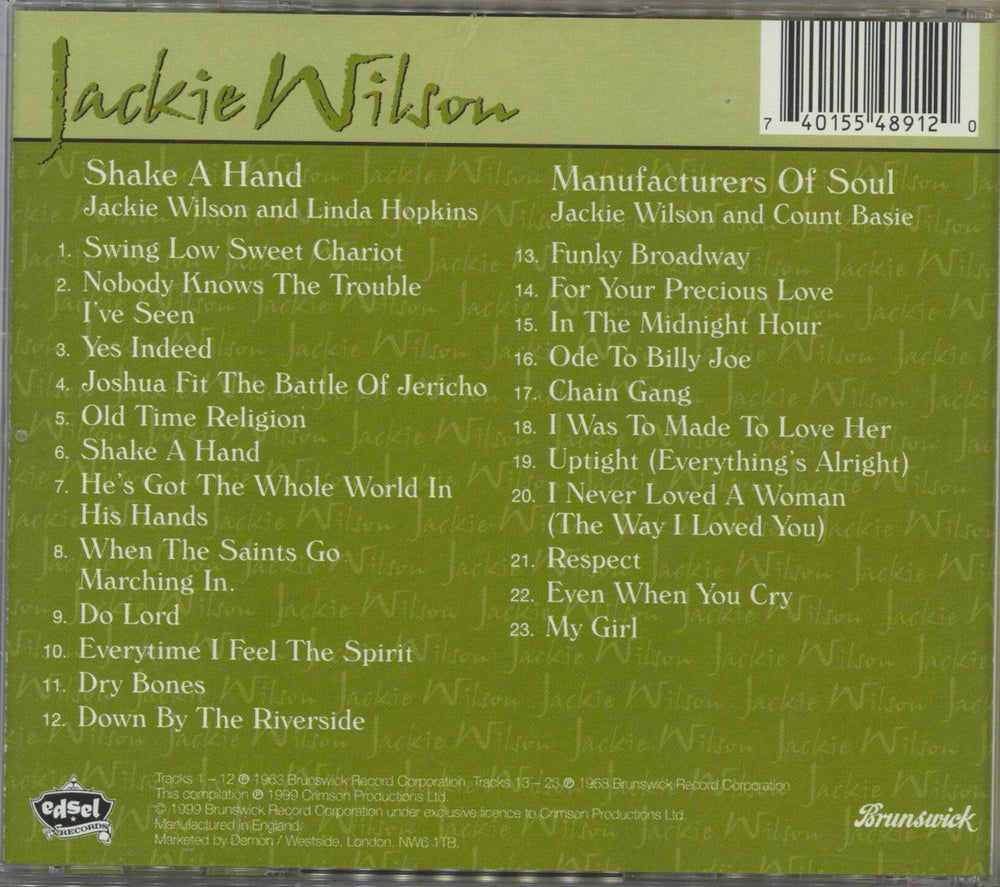 Jackie Wilson
7 40155 48912 0
Shake A Hand
Jackie Wilson and Linda Hopkins
1. Swing Low Sweet Chariot
2. Nobody Knows The Trouble
I've Seen
3. Yes Indeed
4. Joshua Fit The Battle Of Jericho
5. Old Time Religion
6. Shake A Hand
7. He's Got The Whole World In
His Hands
8. When The Saints Go
Marching In.
9. Do Lord
10. Everytime I Feel The Spirit
11. Dry Bones
12. Down By The Riverside
Manufacturers Of Soul
Jackie Wilson and Count Basie
13. Funky Broadway
14. For Your Precious Love
15. In The Midnight Hour
16. Ode To Billy Joe
17. Chain Gang
18. I Was To Made To Love Her
19. Uptight (Everything's Alright)
20. I Never Loved A Woman
(The Way I Loved You)
21. Respect
22. Even When You Cry
23. My Girl
edsel
RECORDS
Tracks 1 – 12 ℗ 1963 Brunswick Record Corporation. Tracks 13 – 23 ℗ 1968 Brunswick Record Corporation
This compilation ℗ 1999 Crimson Productions Ltd.
© 1999 Brunswick Record Corporation under exclusive licence to Crimson Productions Ltd.
Manufactured in England.
Marketed by Demon / Westside, London, NW6 1TB.
Brunswick